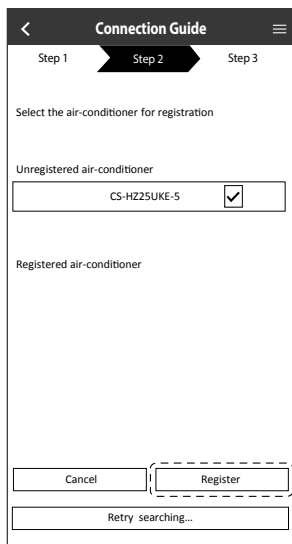 Connection Guide
Step 1 Step 2 Step 3
Select the air-conditioner for registration
Unregistered air-conditioner
CS-HZ25UKE-5
Registered air-conditioner
Cancel Register
Retry searching...